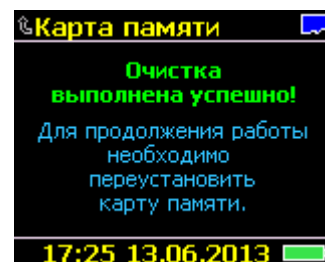 Карта памяти
Очистка
выполнена успешно!
Для продолжения работы
необходимо
переустановить
карту памяти.
17:25 13.06.2013